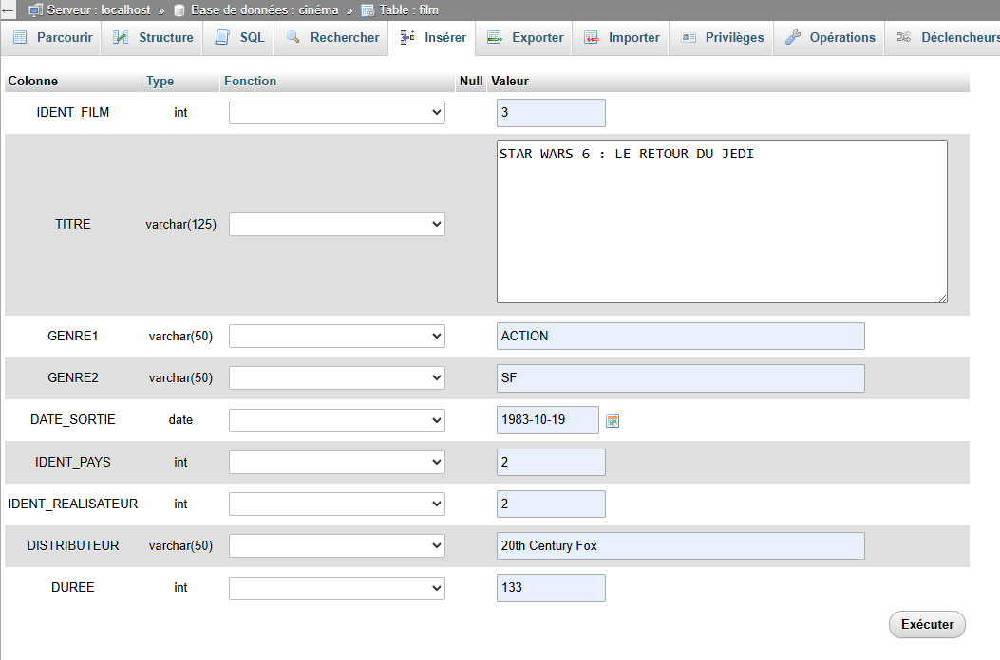 Serveur : localhost » Base de données : cinéma » Table : film
Parcourir Structure SQL Rechercher Insérer Exporter Importer Privilèges Opérations Déclencheurs
Colonne Type Fonction Null Valeur
IDENT_FILM int 3
TITRE varchar(125) STAR WARS 6 : LE RETOUR DU JEDI
GENRE1 varchar(50) ACTION
GENRE2 varchar(50) SF
DATE_SORTIE date 1983-10-19
IDENT_PAYS int 2
IDENT_REALISATEUR int 2
DISTRIBUTEUR varchar(50) 20th Century Fox
DUREE int 133
Exécuter